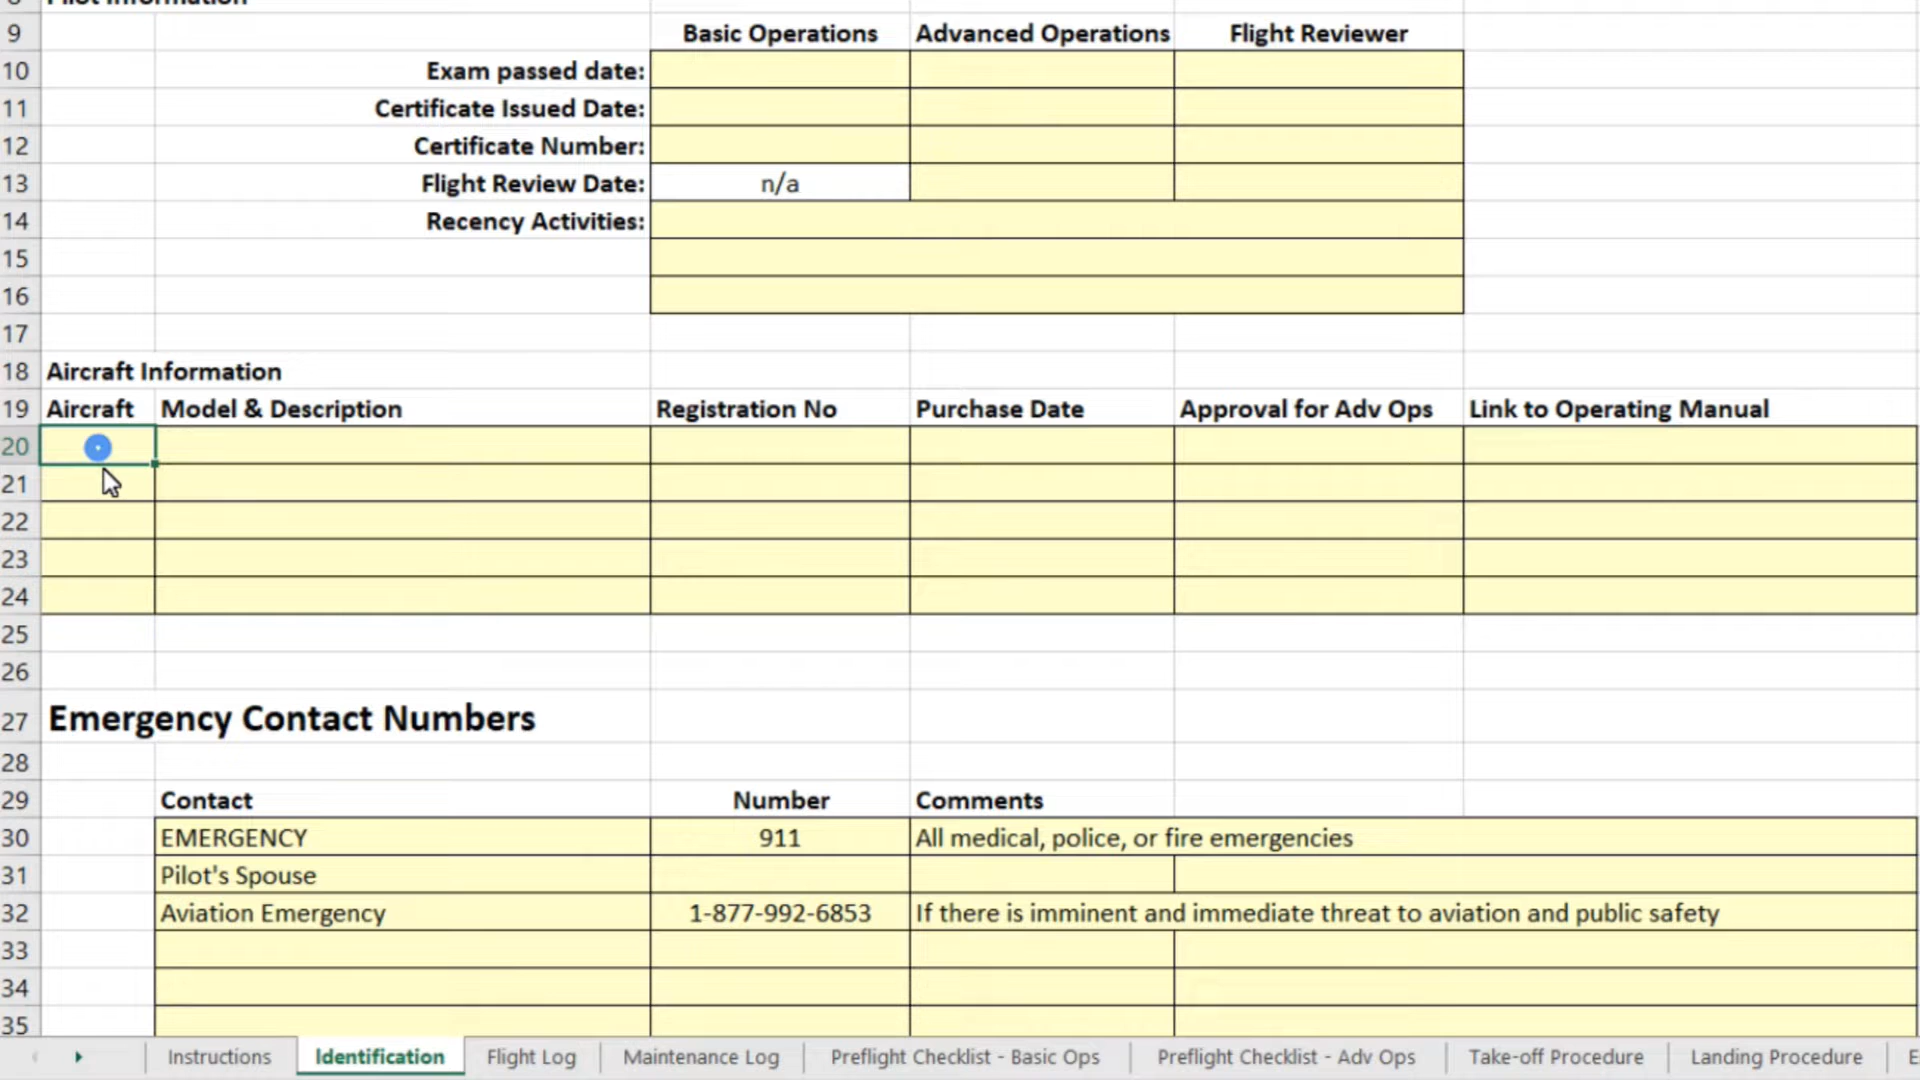 Pilot Information
9 Basic Operations Advanced Operations Flight Reviewer
10 Exam passed date:
11 Certificate Issued Date:
12 Certificate Number:
13 Flight Review Date: n/a
14 Recency Activities:
15
16
17
18 Aircraft Information
19 Aircraft Model & Description Registration No Purchase Date Approval for Adv Ops Link to Operating Manual
20
21
22
23
24
25
26
27 Emergency Contact Numbers
28
29 Contact Number Comments
30 EMERGENCY 911 All medical, police, or fire emergencies
31 Pilot's Spouse
32 Aviation Emergency 1-877-992-6853 If there is imminent and immediate threat to aviation and public safety
33
34
35
Instructions Identification Flight Log Maintenance Log Preflight Checklist - Basic Ops Preflight Checklist - Adv Ops Take-off Procedure Landing Procedure